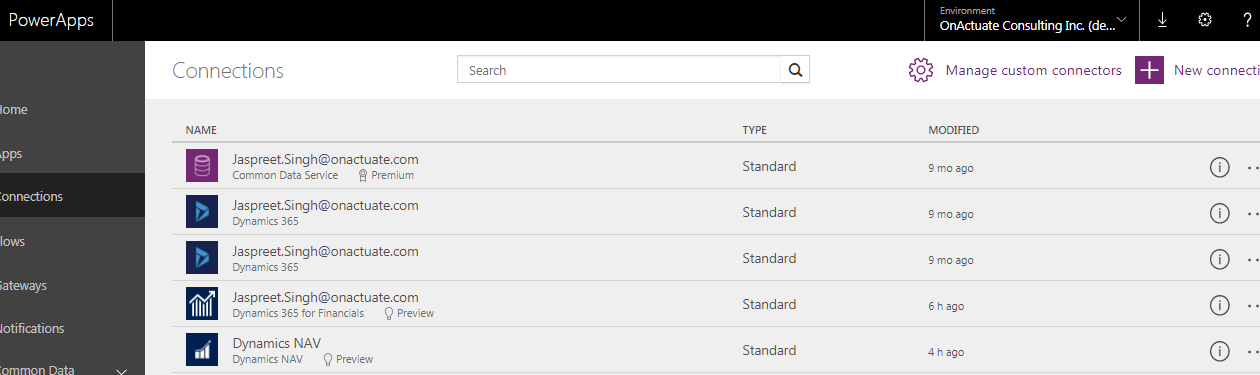 PowerApps
Environment
OnActuate Consulting Inc. (de...
?
Connections
Search
Manage custom connectors
New connecti
ome
pps
onnections
lows
ateways
otifications
ommon Data
NAME TYPE MODIFIED
Jaspreet.Singh@onactuate.com
Common Data Service Premium
Standard
9 mo ago
Jaspreet.Singh@onactuate.com
Dynamics 365
Standard
9 mo ago
Jaspreet.Singh@onactuate.com
Dynamics 365
Standard
9 mo ago
Jaspreet.Singh@onactuate.com
Dynamics 365 for Financials Preview
Standard
6 h ago
Dynamics NAV
Dynamics NAV Preview
Standard
4 h ago